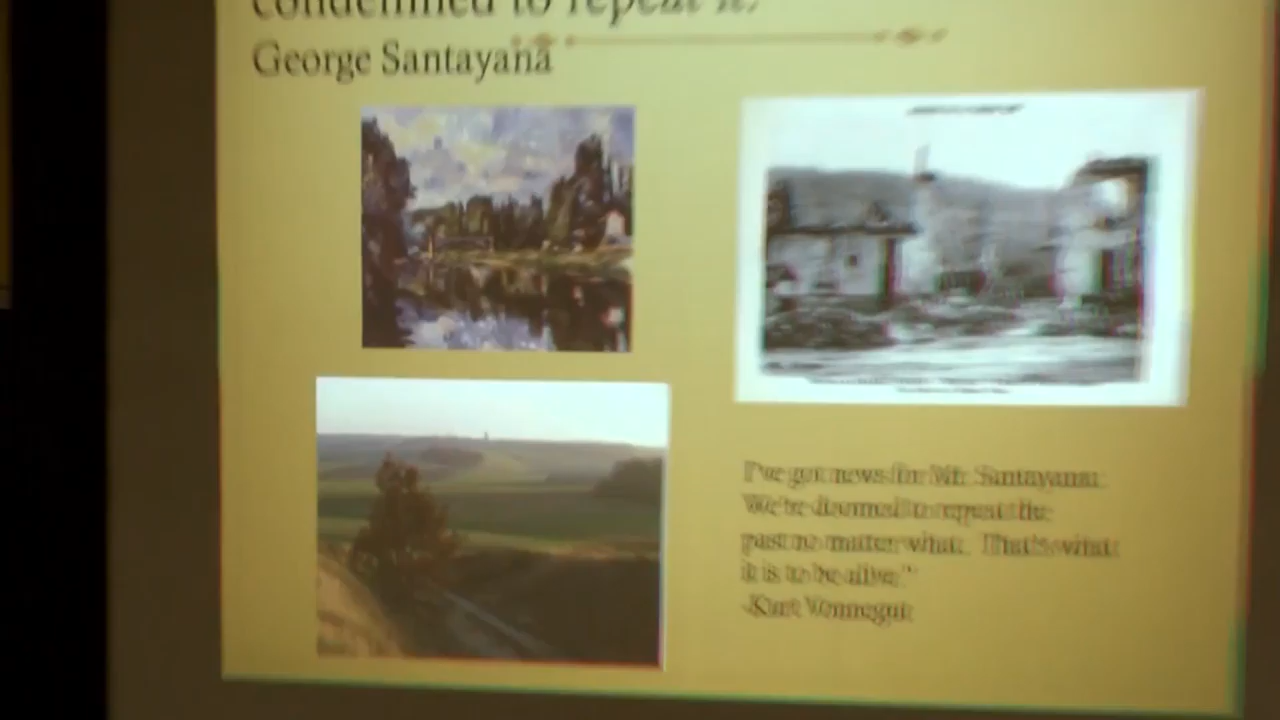 condemned to repeat it.
George Santayana
I've got news for Mr. Santayana:
We're doomed to repeat the
past no matter what. That's what
it is to be alive."
-Kurt Vonnegut